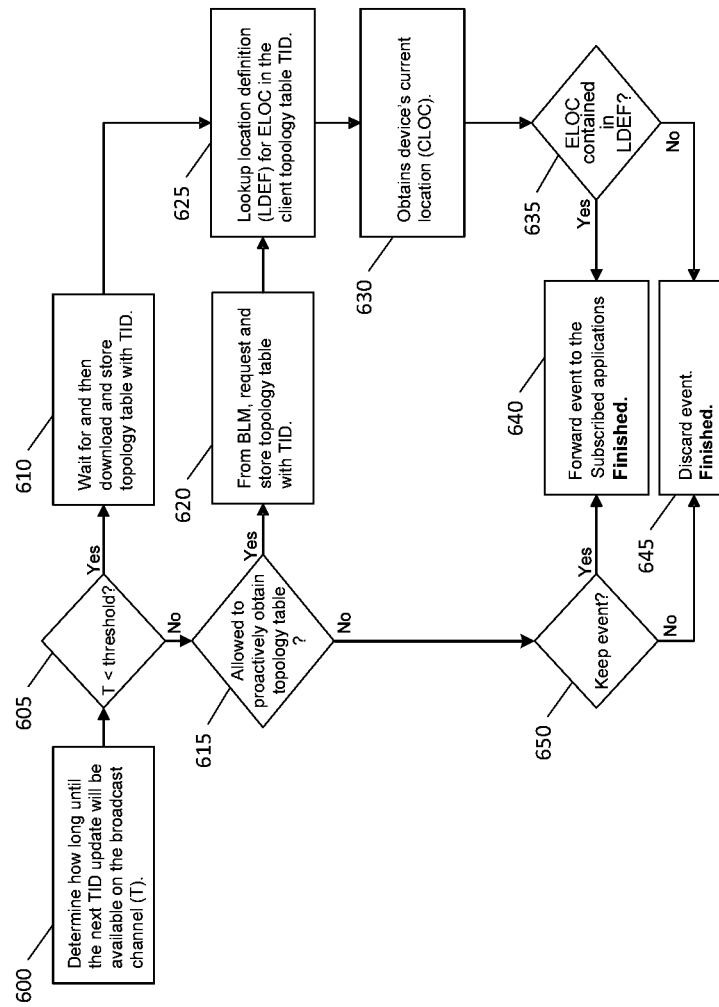 600
Determine how long until
the next TID update will be
available on the broadcast
channel (T).
605
T < threshold?
Yes
No
610
Wait for and then
download and store
topology table with TID.
615
Allowed to
proactively obtain
topology table
?
Yes
No
620
From BLM, request and
store topology table
with TID.
625
Lookup location definition
(LDEF) for ELOC in the
client topology table TID.
630
Obtains device's current
location (CLOC).
635
ELOC
contained
in
LDEF?
Yes
No
640
Forward event to the
Subscribed applications
Finished.
645
Discard event.
Finished.
650
Keep event?
Yes
No